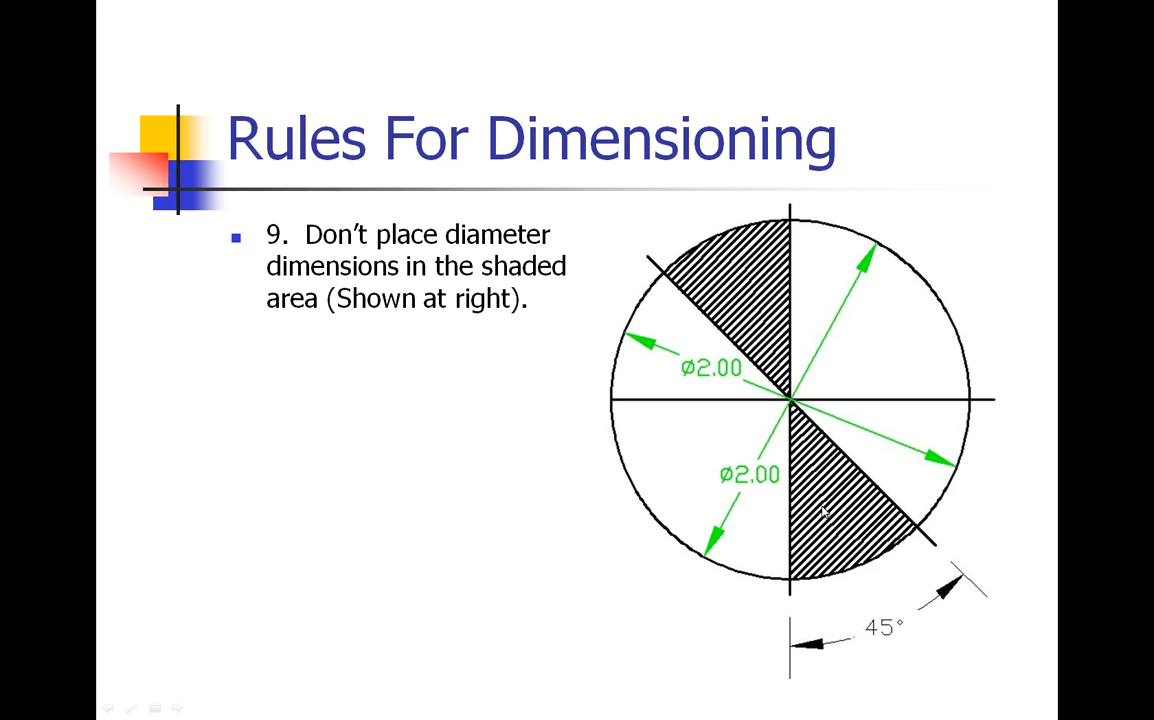 Rules For Dimensioning
9. Don't place diameter
dimensions in the shaded
area (Shown at right).
ø2.00
ø2.00
45°